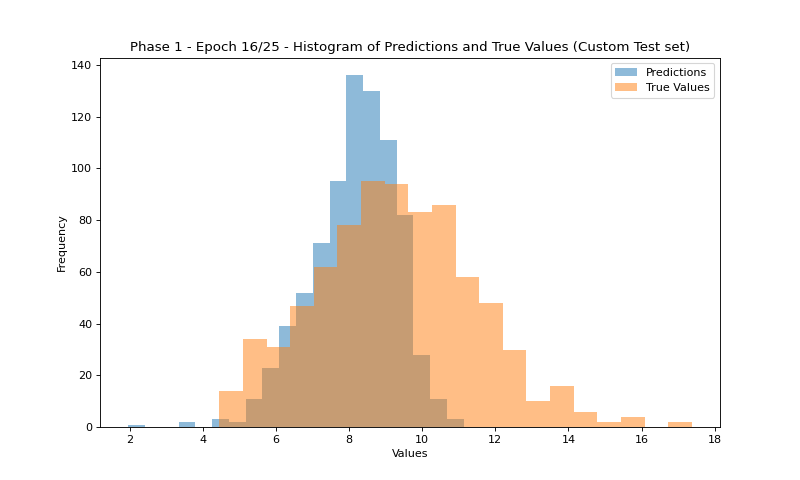 Phase 1 - Epoch 16/25 - Histogram of Predictions and True Values (Custom Test set)
Predictions
True Values
140
120
100
80
60
40
20
0
Frequency
2 4 6 8 10 12 14 16 18
Values